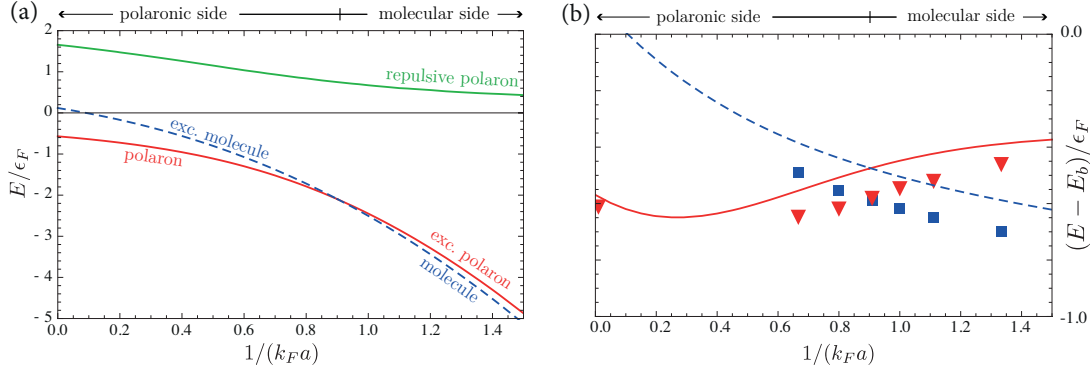 (a)
polaronic side
molecular side
2
1
0
- 1
- 2
- 3
- 4
- 5
E/ϵ_F
repulsive polaron
exc. molecule
polaron
exc. polaron
molecule
0.0 0.2 0.4 0.6 0.8 1.0 1.2 1.4
1/(k_F a)
(b)
polaronic side
molecular side
0.0
-1.0
(E − E_b)/ϵ_F
0.0 0.2 0.4 0.6 0.8 1.0 1.2 1.4
1/(k_F a)